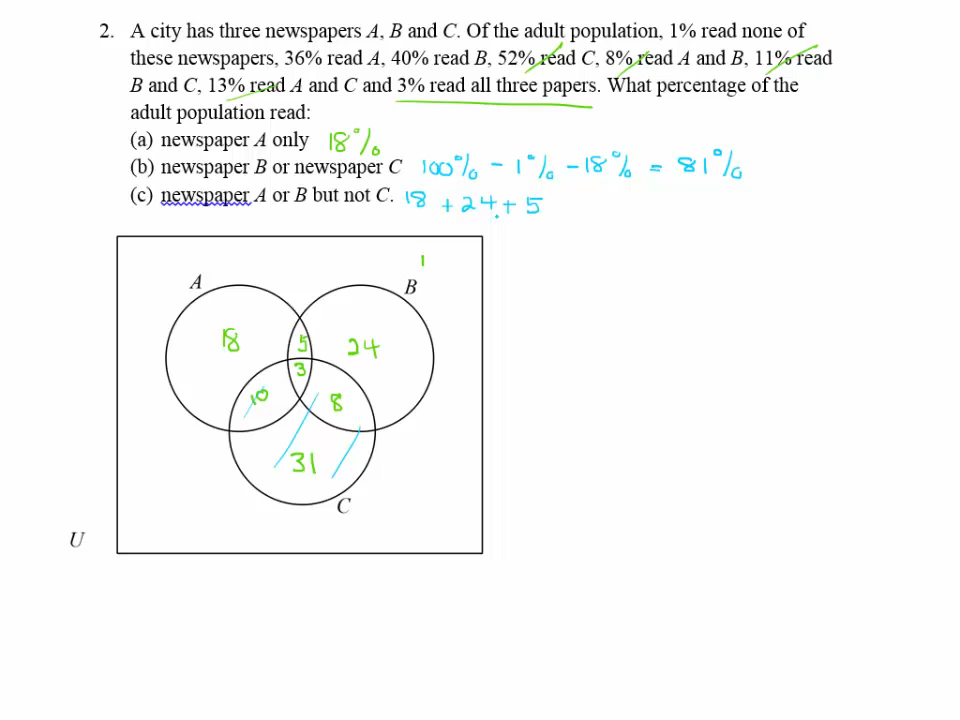 2. A city has three newspapers A, B and C. Of the adult population, 1% read none of
these newspapers, 36% read A, 40% read B, 52% read C, 8% read A and B, 11% read
B and C, 13% read A and C and 3% read all three papers. What percentage of the
adult population read:
(a) newspaper A only 18%
(b) newspaper B or newspaper C 100% - 1% - 18% = 81%
(c) newspaper A or B but not C. 18 + 24 + 5
1
A
B
18
5
24
3
10
8
31
C
U